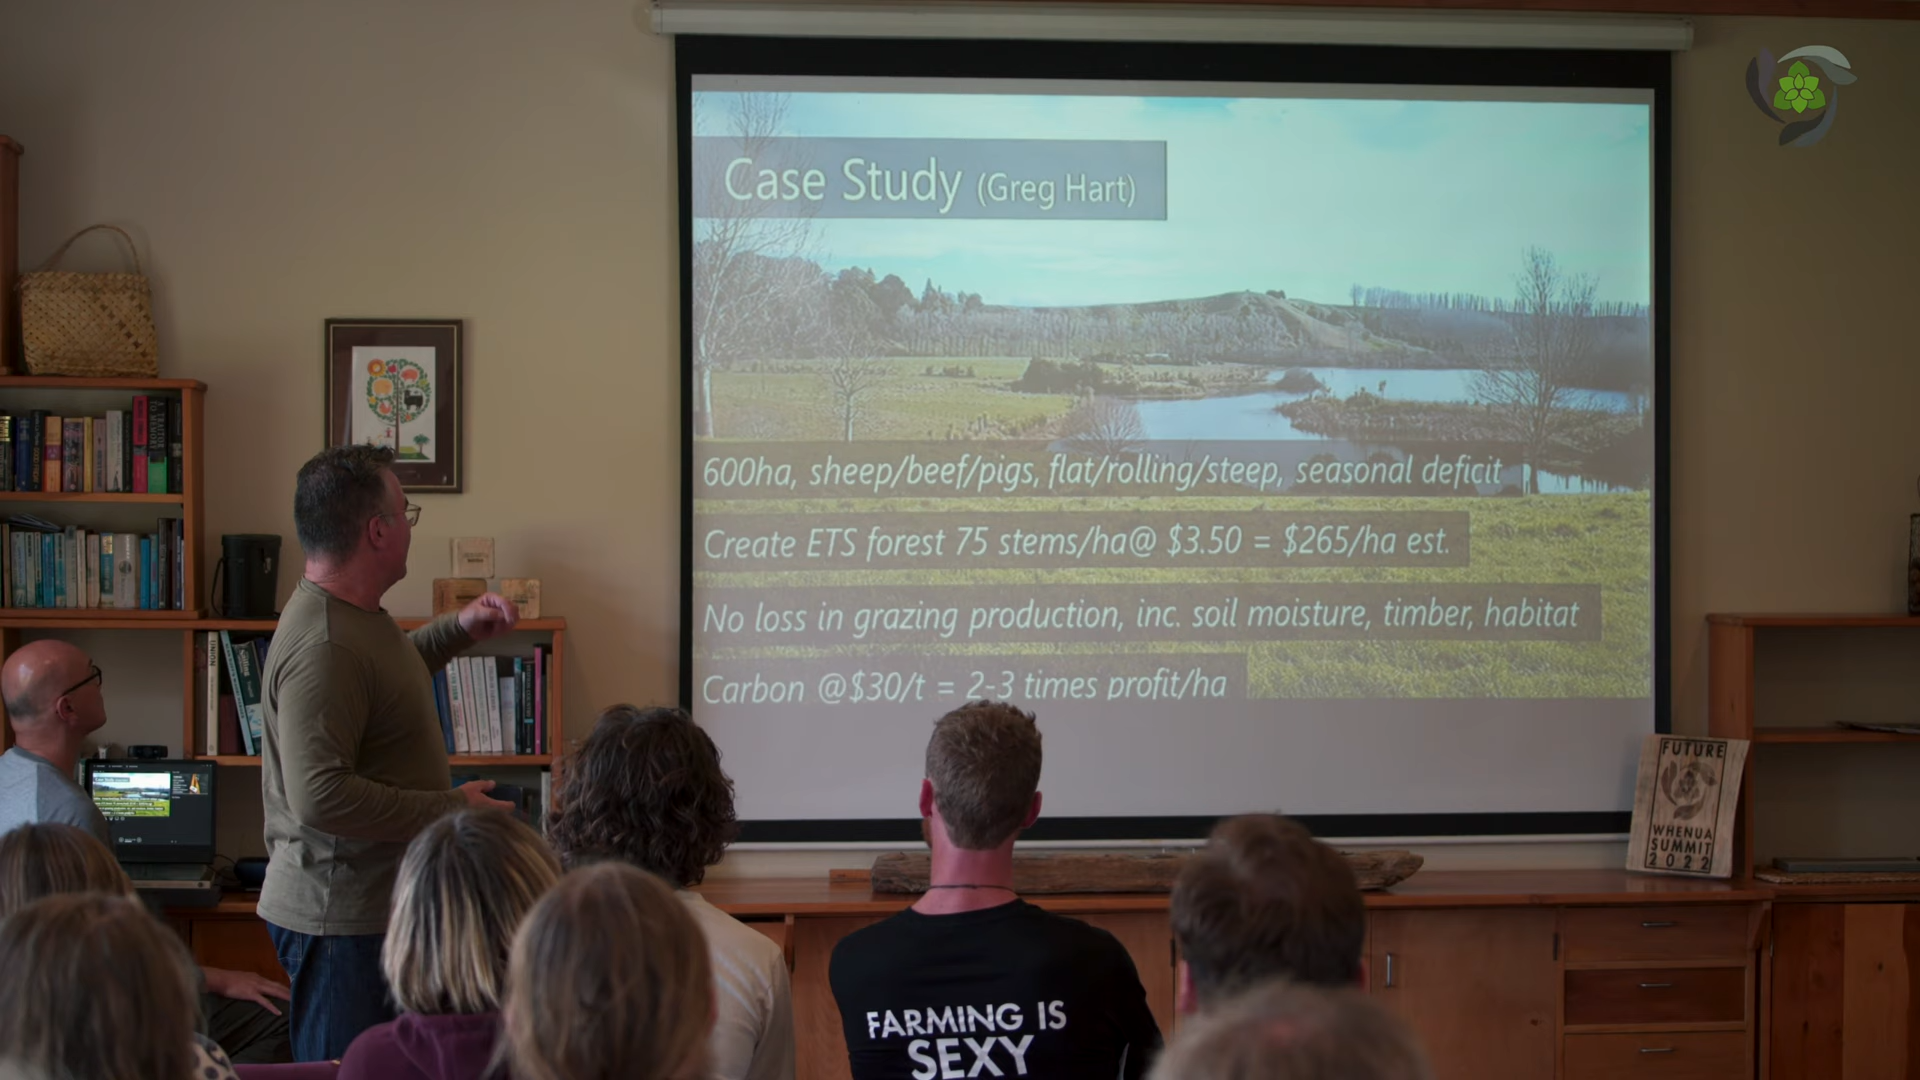 Case Study (Greg Hart)
600ha, sheep/beef/pigs, flat/rolling/steep, seasonal deficit
Create ETS forest 75 stems/ha@ $3.50 = $265/ha est.
No loss in grazing production, inc. soil moisture, timber, habitat
Carbon @$30/t = 2-3 times profit/ha
FUTURE
WHENUA
SUMMIT
2022
FARMING IS
SEXY